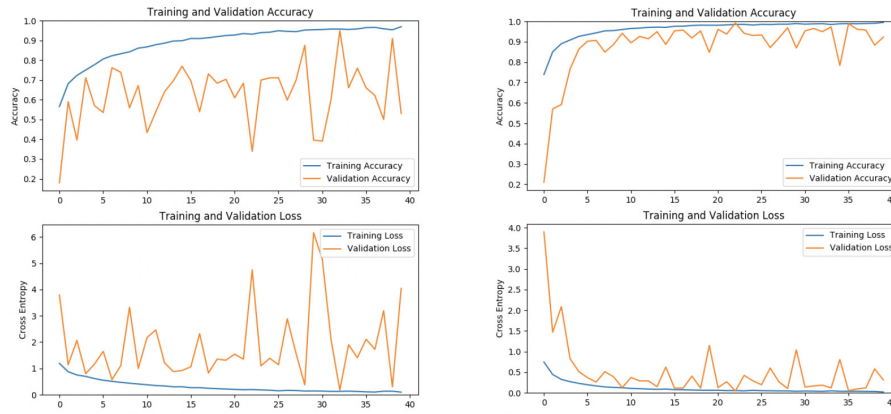 Training and Validation Accuracy
Accuracy
1.0
0.9
0.8
0.7
0.6
0.5
0.4
0.3
0.2
Training Accuracy
Validation Accuracy
0 5 10 15 20 25 30 35 40
Training and Validation Loss
Cross Entropy
6
5
4
3
2
1
0
Training Loss
Validation Loss
0 5 10 15 20 25 30 35 40
Training and Validation Accuracy
Accuracy
1.0
0.9
0.8
0.7
0.6
0.5
0.4
0.3
0.2
Training Accuracy
Validation Accuracy
0 5 10 15 20 25 30 35
Training and Validation Loss
Cross Entropy
4.0
3.5
3.0
2.5
2.0
1.5
1.0
0.5
0.0
Training Loss
Validation Loss
0 5 10 15 20 25 30 35